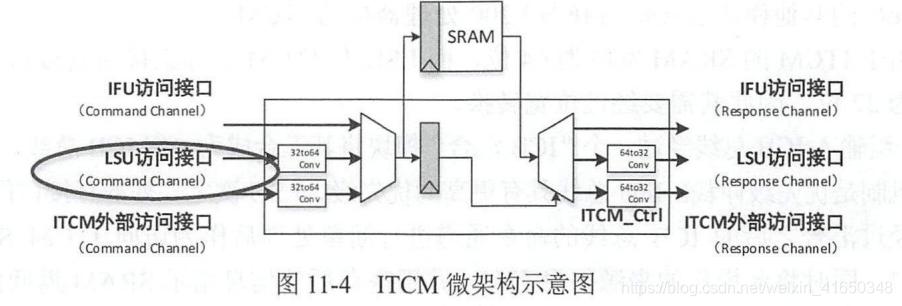 SRAM
IFU访问接口
(Command Channel)
IFU访问接口
(Response Channel)
LSU访问接口
(Command Channel)
32to64
Conv
64to32
Conv
LSU访问接口
(Response Channel)
32to64
Conv
64to32
Conv
ITCM_Ctrl
ITCM外部访问接口
(Command Channel)
ITCM外部访问接口
(Response Channel)
图 11-4 ITCM 微架构示意图
https://blog.csdn.net/weixin_41650348